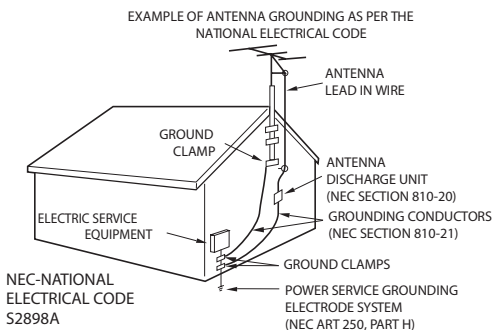 EXAMPLE OF ANTENNA GROUNDING AS PER THE
NATIONAL ELECTRICAL CODE
ANTENNA
LEAD IN WIRE
GROUND
CLAMP
ANTENNA
DISCHARGE UNIT
(NEC SECTION 810-20)
ELECTRIC SERVICE
EQUIPMENT
GROUNDING CONDUCTORS
(NEC SECTION 810-21)
GROUND CLAMPS
NEC-NATIONAL
ELECTRICAL CODE
S2898A
POWER SERVICE GROUNDING
ELECTRODE SYSTEM
(NEC ART 250, PART H)